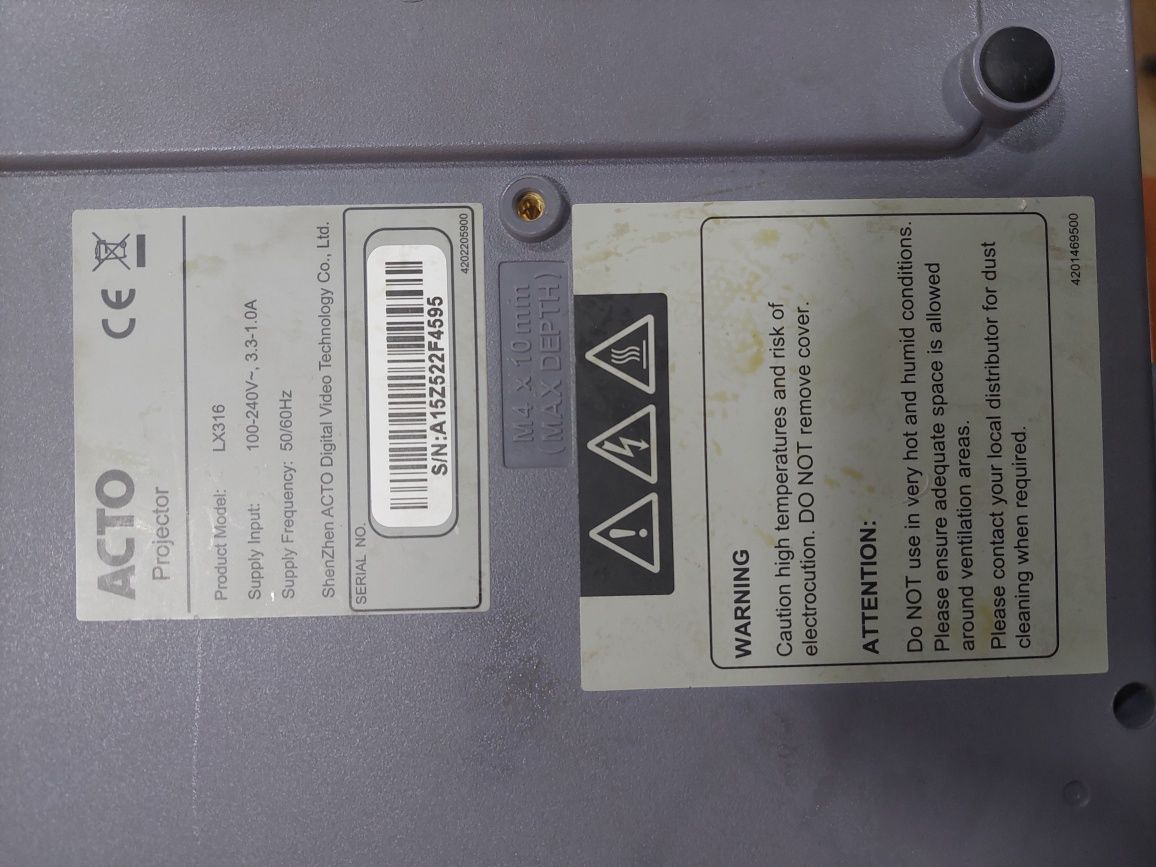 ACTO
Projector
Product Model: LX316
Supply Input: 100-240V~, 3.3-1.0A
Supply Frequency: 50/60Hz
ShenZhen ACTO Digital Video Technology Co., Ltd.
SERIAL NO.
S/N:A15Z522F4595
4202205900
M4 x 10mm
(MAX DEPTH)
WARNING
Caution high temperatures and risk of
electrocution. DO NOT remove cover.
ATTENTION:
Do NOT use in very hot and humid conditions.
Please ensure adequate space is allowed
around ventilation areas.
Please contact your local distributor for dust
cleaning when required.
4201469500